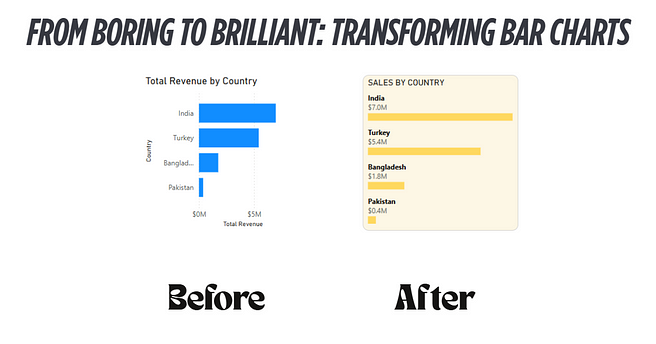 FROM BORING TO BRILLIANT: TRANSFORMING BAR CHARTS
Total Revenue by Country
Country
India
Turkey
Banglad...
Pakistan
$0M $5M
Total Revenue
SALES BY COUNTRY
India
$7.0M
Turkey
$5.4M
Bangladesh
$1.8M
Pakistan
$0.4M
Before
After